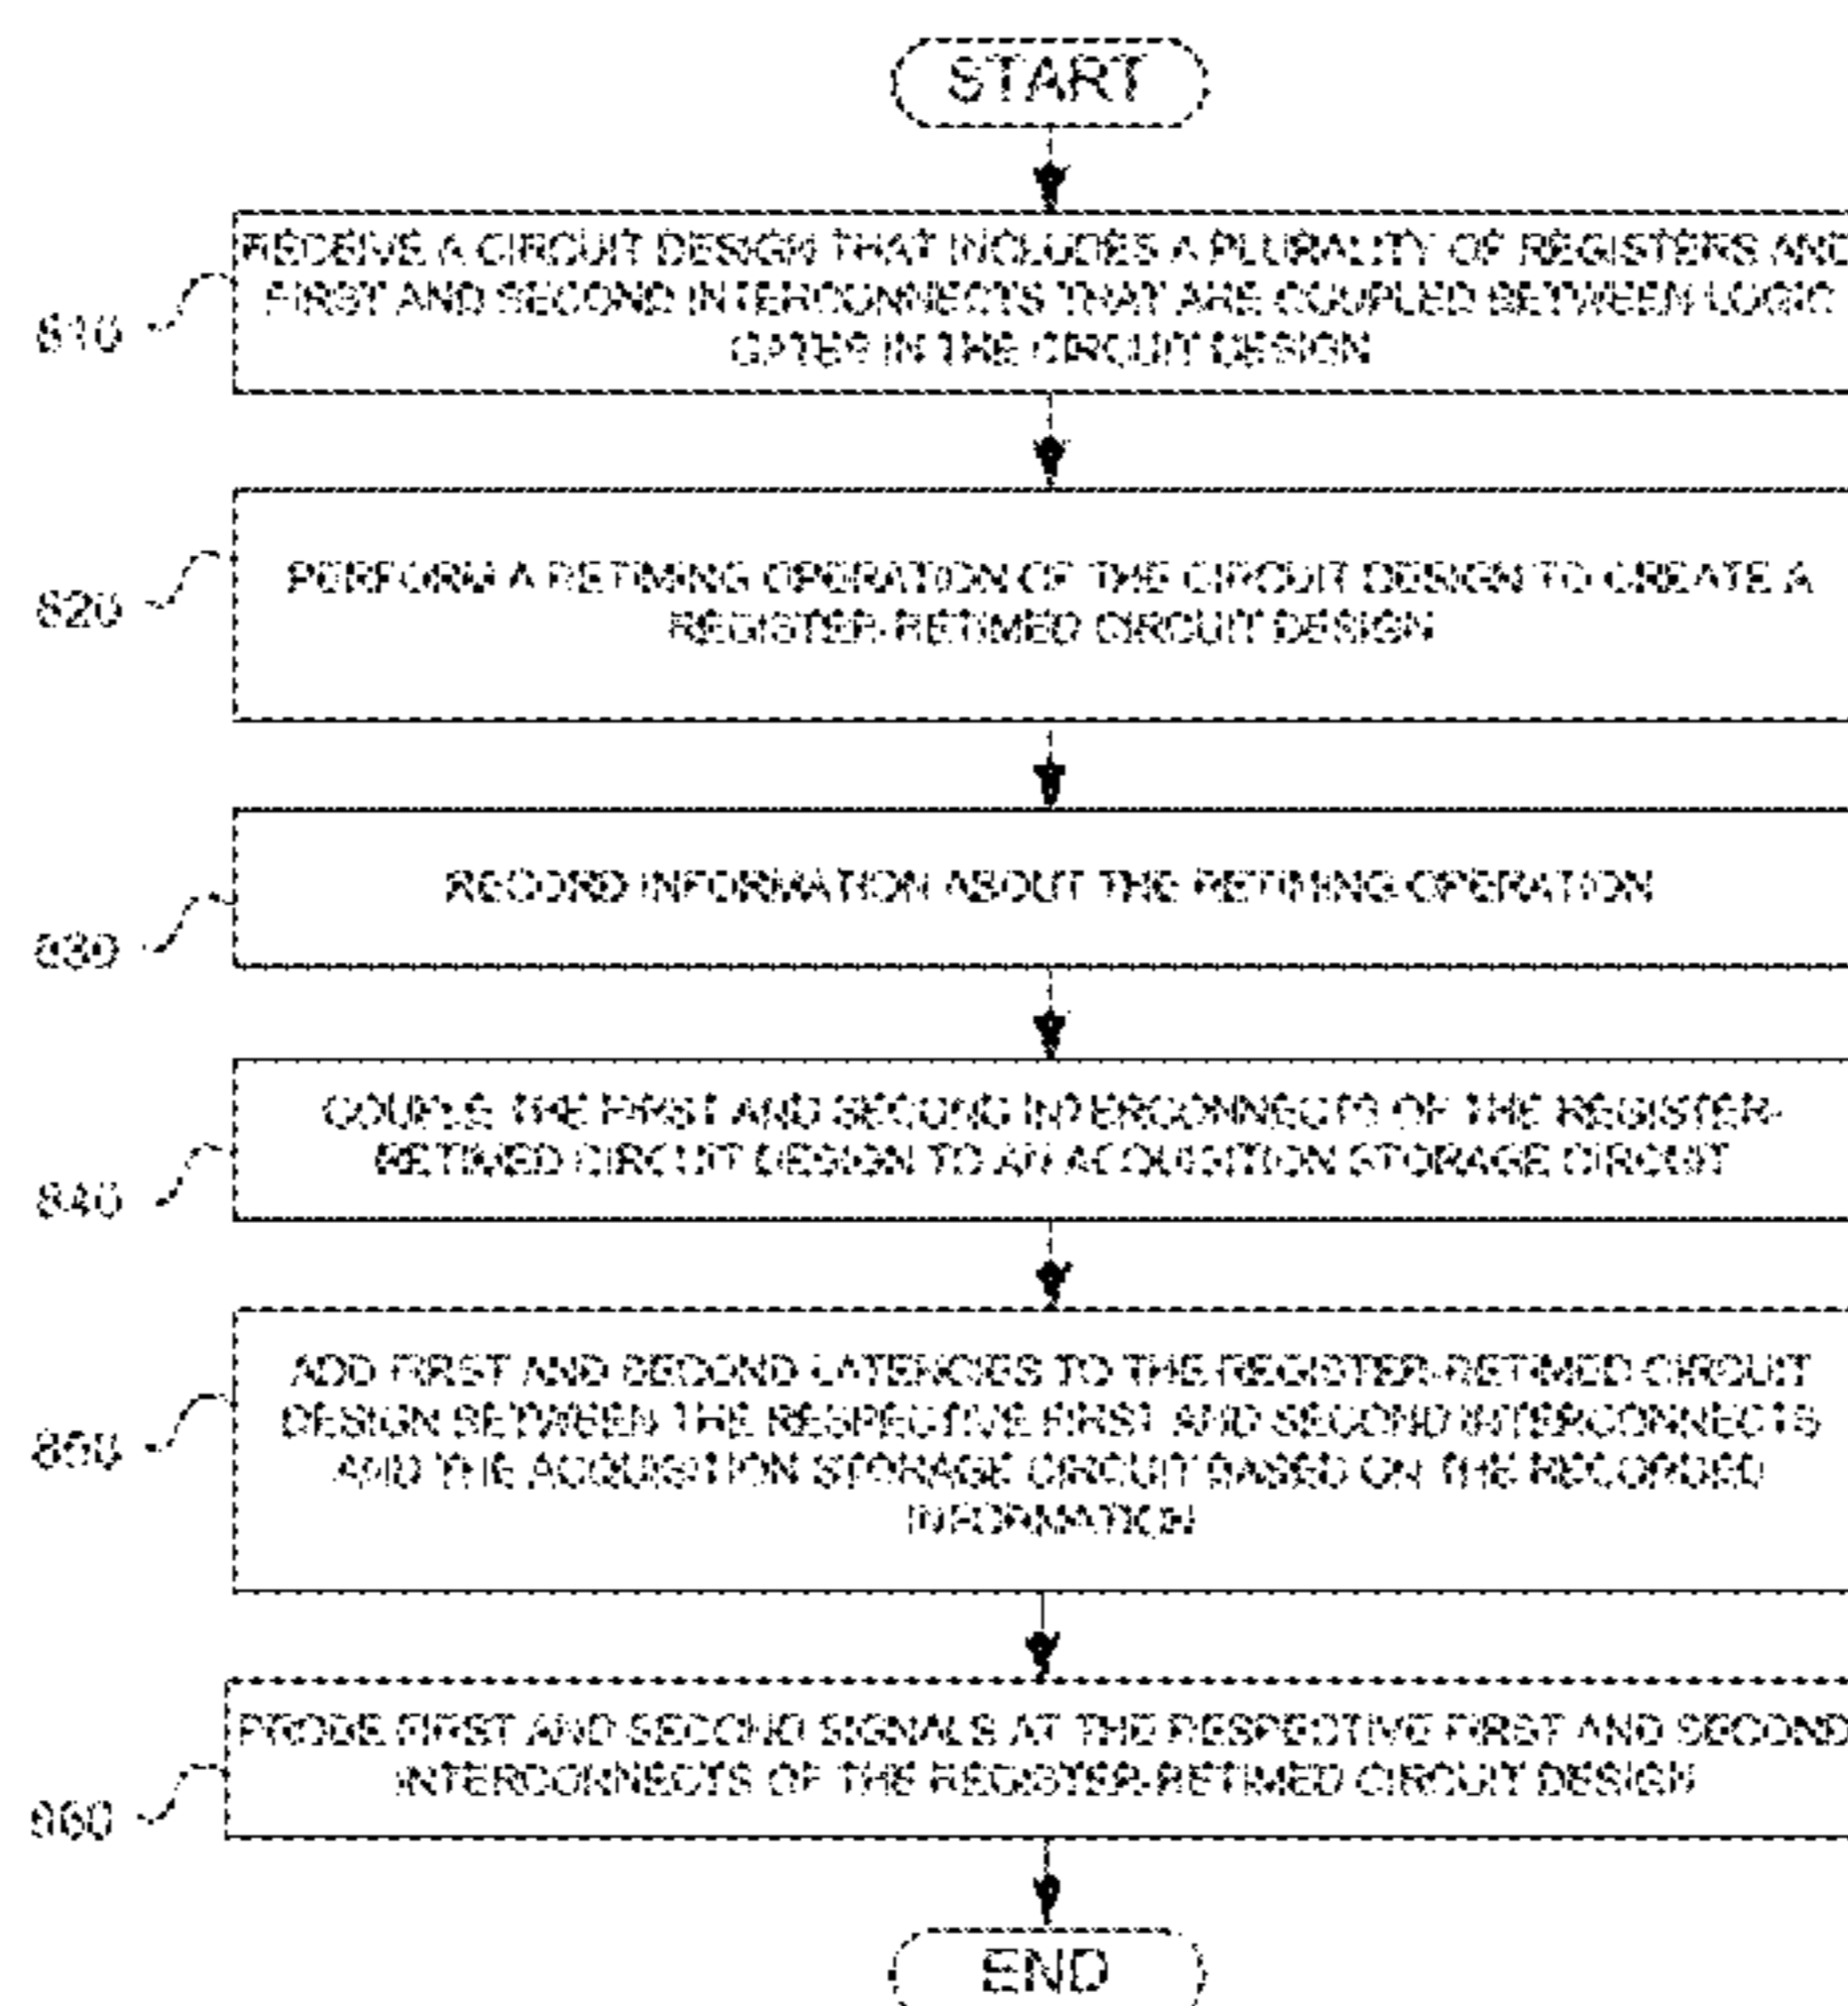 START
RECEIVE A CIRCUIT DESIGN THAT INCLUDES A PLURALITY OF REGISTERS AND
FIRST AND SECOND INTERCONNECTS THAT ARE COUPLED BETWEEN LOGIC
GATES IN THE CIRCUIT DESIGN
810
PERFORM A RETIMING OPERATION OF THE CIRCUIT DESIGN TO CREATE A
REGISTER-RETIMED CIRCUIT DESIGN
820
RECORD INFORMATION ABOUT THE RETIMING OPERATION
830
COUPLE THE FIRST AND SECOND INTERCONNECTS OF THE REGISTER-
RETIMED CIRCUIT DESIGN TO AN ACQUISITION STORAGE CIRCUIT
840
ADD FIRST AND SECOND LATENCIES TO THE REGISTER-RETIMED CIRCUIT
DESIGN BETWEEN THE RESPECTIVE FIRST AND SECOND INTERCONNECTS
AND THE ACQUISITION STORAGE CIRCUIT BASED ON THE RECORDED
INFORMATION
850
PROBE FIRST AND SECOND SIGNALS AT THE RESPECTIVE FIRST AND SECOND
INTERCONNECTS OF THE REGISTER-RETIMED CIRCUIT DESIGN
860
END